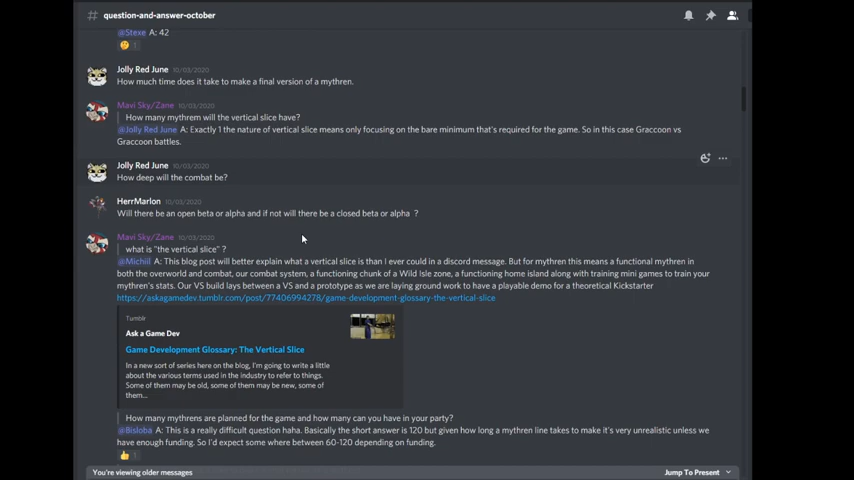 # question-and-answer-october
@Stexe A: 42
1
Jolly Red June 10/03/2020
How much time does it take to make a final version of a mythren.
Mavi Sky/Zane 10/03/2020
How many mythrem will the vertical slice have?
@Jolly Red June A: Exactly 1 the nature of vertical slice means only focusing on the bare minimum that's required for the game. So in this case Graccoon vs
Graccoon battles.
Jolly Red June 10/03/2020
How deep will the combat be?
HerrMarlon 10/03/2020
Will there be an open beta or alpha and if not will there be a closed beta or alpha ?
Mavi Sky/Zane 10/03/2020
what is "the vertical slice" ?
@Michiil A: This blog post will better explain what a vertical slice is than I ever could in a discord message. But for mythren this means a functional mythren in
both the overworld and combat, our combat system, a functioning chunk of a Wild Isle zone, a functioning home island along with training mini games to train your
mythren's stats. Our VS build lays between a VS and a prototype as we are laying ground work to have a playable demo for a theoretical Kickstarter
https://askagamedev.tumblr.com/post/77406994278/game-development-glossary-the-vertical-slice
Tumblr
Ask a Game Dev
Game Development Glossary: The Vertical Slice
In a new sort of series here on the blog, I'm going to write a little
about the various terms used in the industry to refer to things.
Some of them may be old, some of them may be new, some of
them...
How many mythrens are planned for the game and how many can you have in your party?
@Bisloba A: This is a really difficult question haha. Basically the short answer is 120 but given how long a mythren line takes to make it's very unrealistic unless we
have enough funding. So I'd expect some where between 60-120 depending on funding.
1
You're viewing older messages
Jump To Present